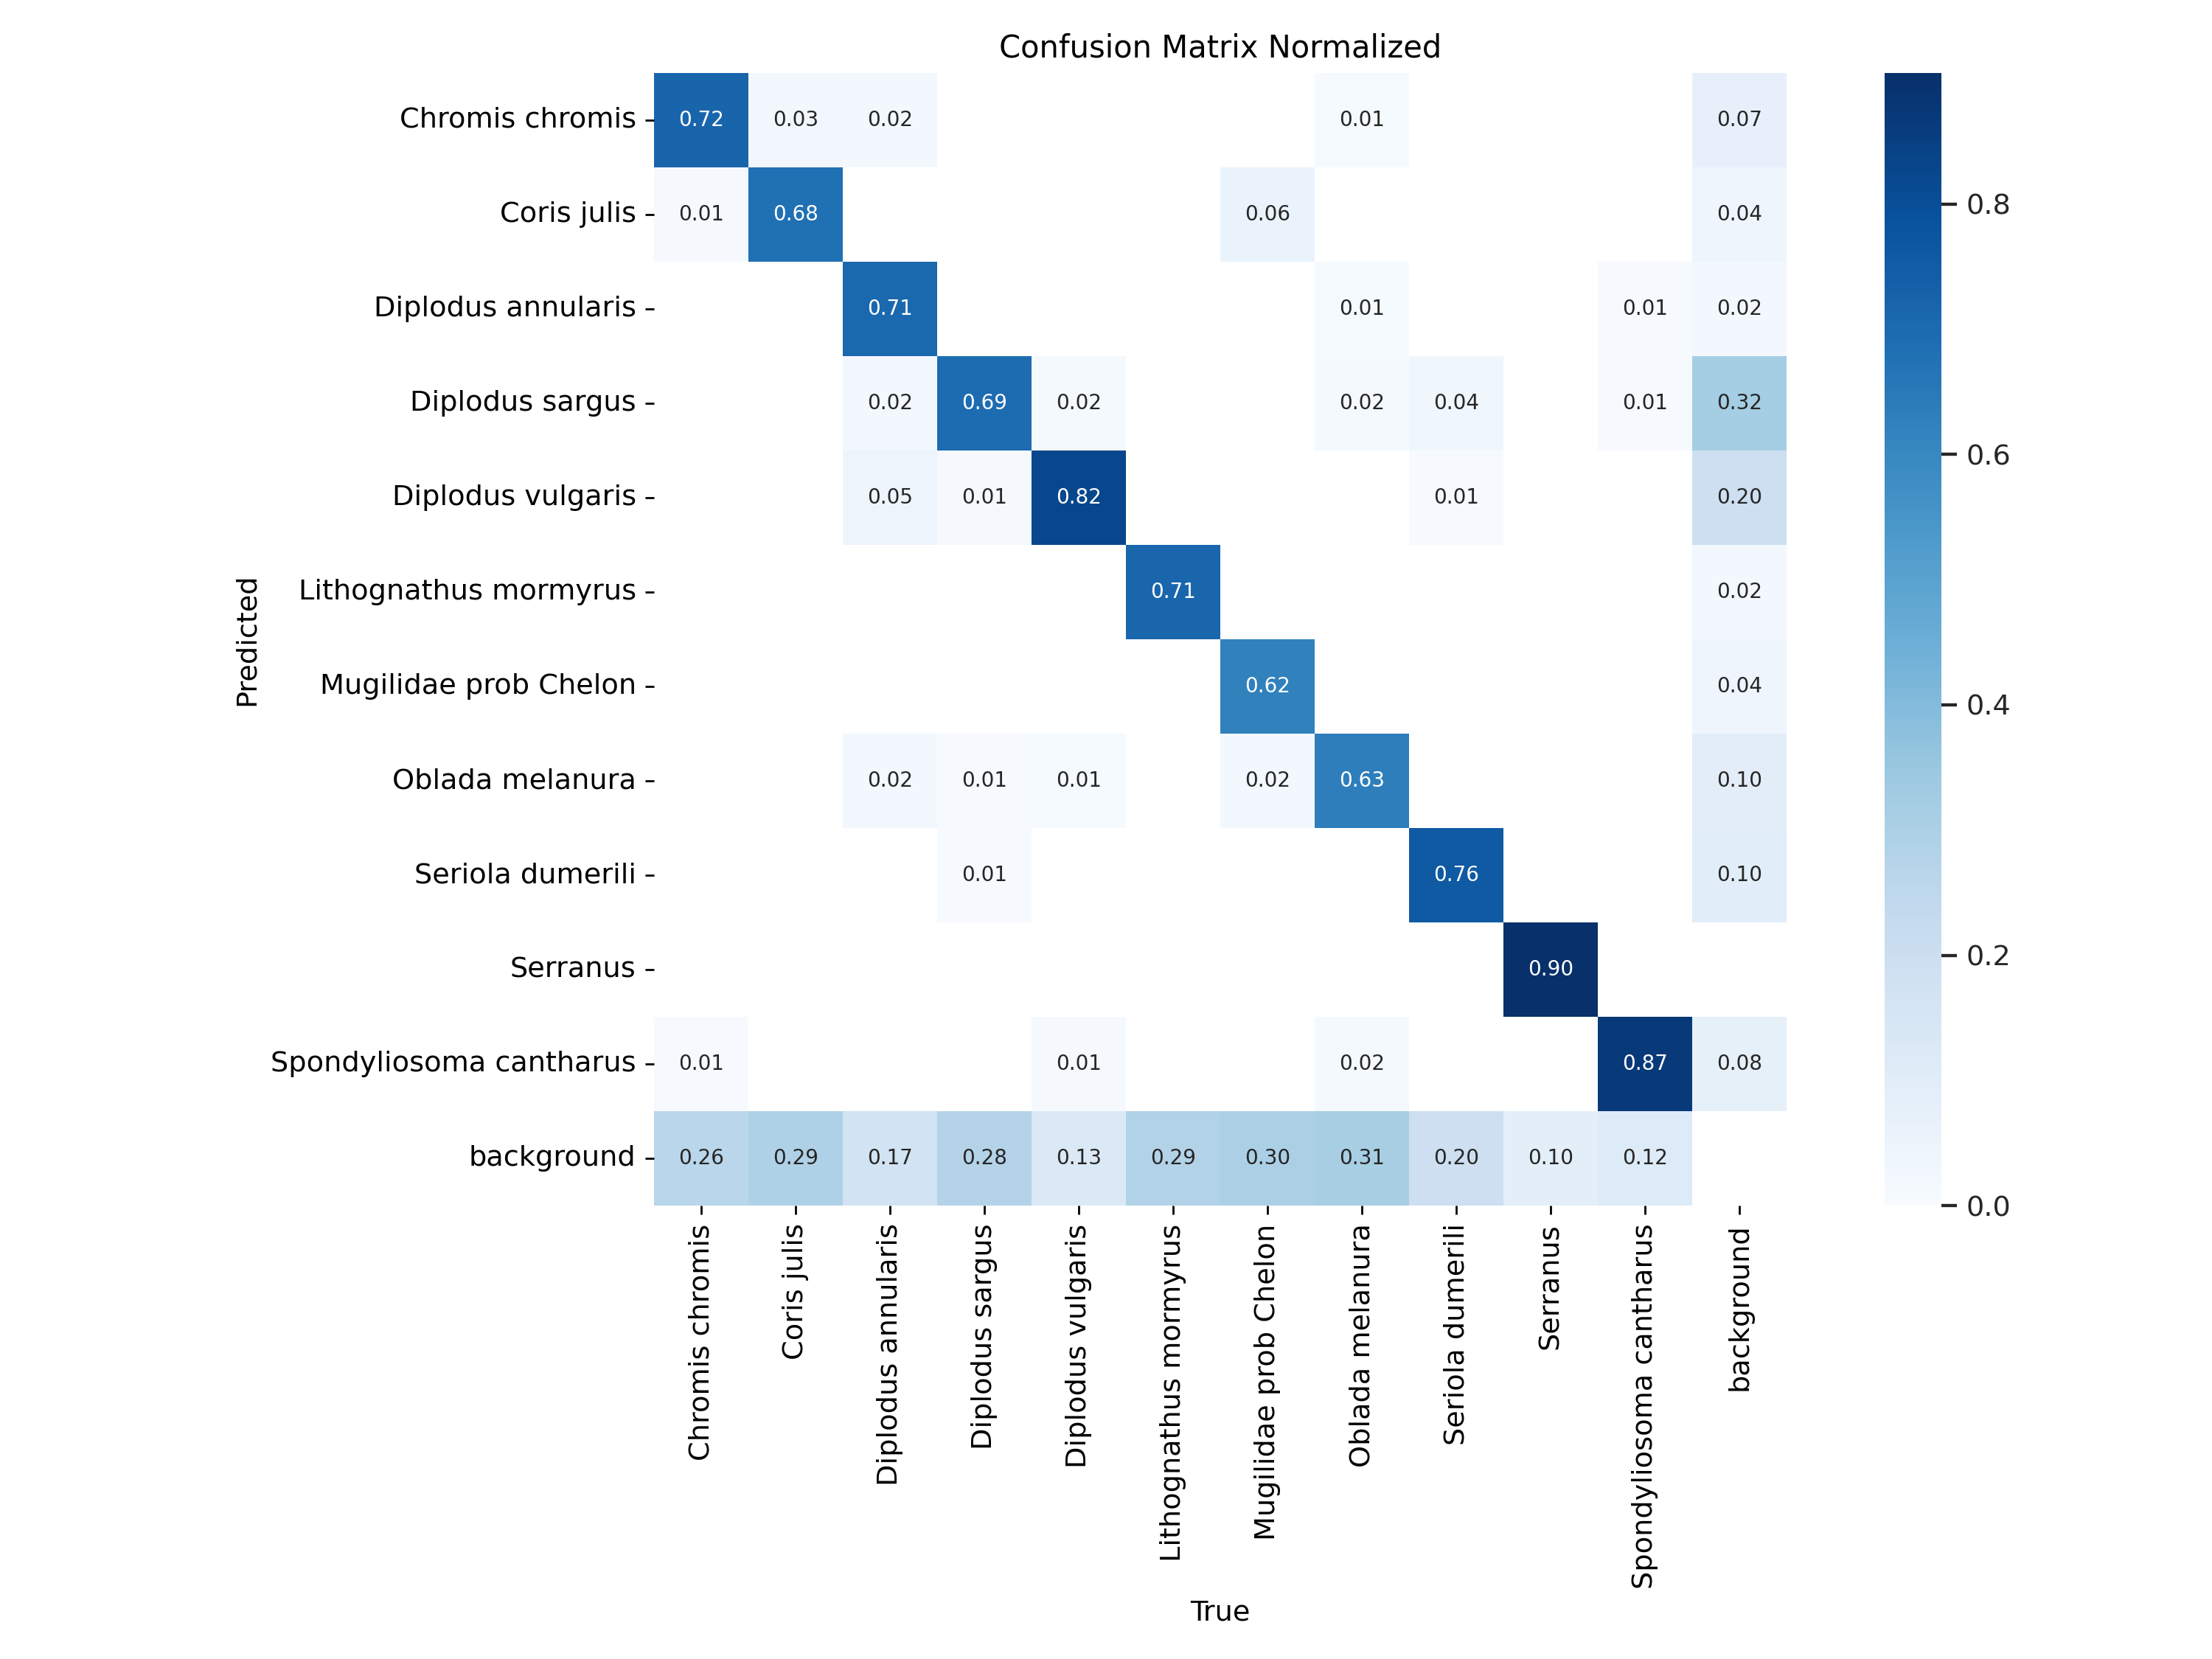 Confusion Matrix Normalized
Chromis chromis 0.72 0.03 0.02 0.01 0.07
Coris julis 0.01 0.68 0.06 0.04
Diplodus annularis 0.71 0.01 0.01 0.02
Diplodus sargus 0.02 0.69 0.02 0.02 0.04 0.01 0.32
Diplodus vulgaris 0.05 0.01 0.82 0.01 0.20
Lithognathus mormyrus 0.71 0.02
Mugilidae prob Chelon 0.62 0.04
Oblada melanura 0.02 0.01 0.01 0.02 0.63 0.10
Seriola dumerili 0.01 0.76 0.10
Serranus 0.90
Spondyliosoma cantharus 0.01 0.01 0.02 0.87 0.08
background 0.26 0.29 0.17 0.28 0.13 0.29 0.30 0.31 0.20 0.10 0.12
Predicted
Chromis chromis
Coris julis
Diplodus annularis
Diplodus sargus
Diplodus vulgaris
Lithognathus mormyrus
Mugilidae prob Chelon
Oblada melanura
Seriola dumerili
Serranus
Spondyliosoma cantharus
background
True
0.8
0.6
0.4
0.2
0.0